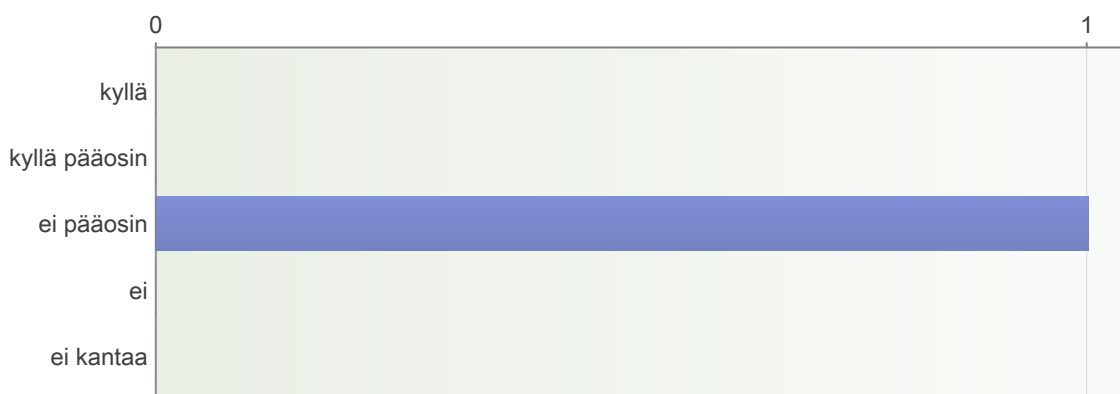 0 1
kyllä
kyllä pääosin
ei pääosin
ei
ei kantaa